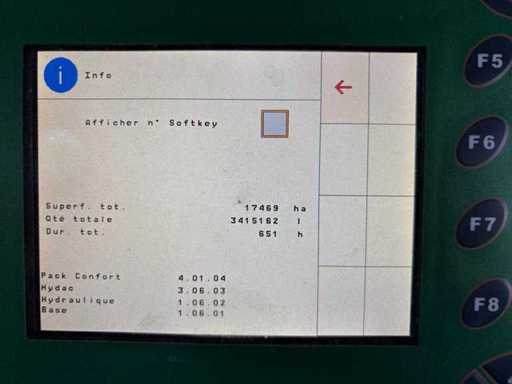 i Info
Afficher n° Softkey
Superf. tot. 17469 ha
Qté totale 3415162 l
Dur. tot. 651 h
Pack Confort 4.01.04
Hydac 3.06.03
Hydraulique 1.06.02
Base 1.06.01
F5
F6
F7
F8